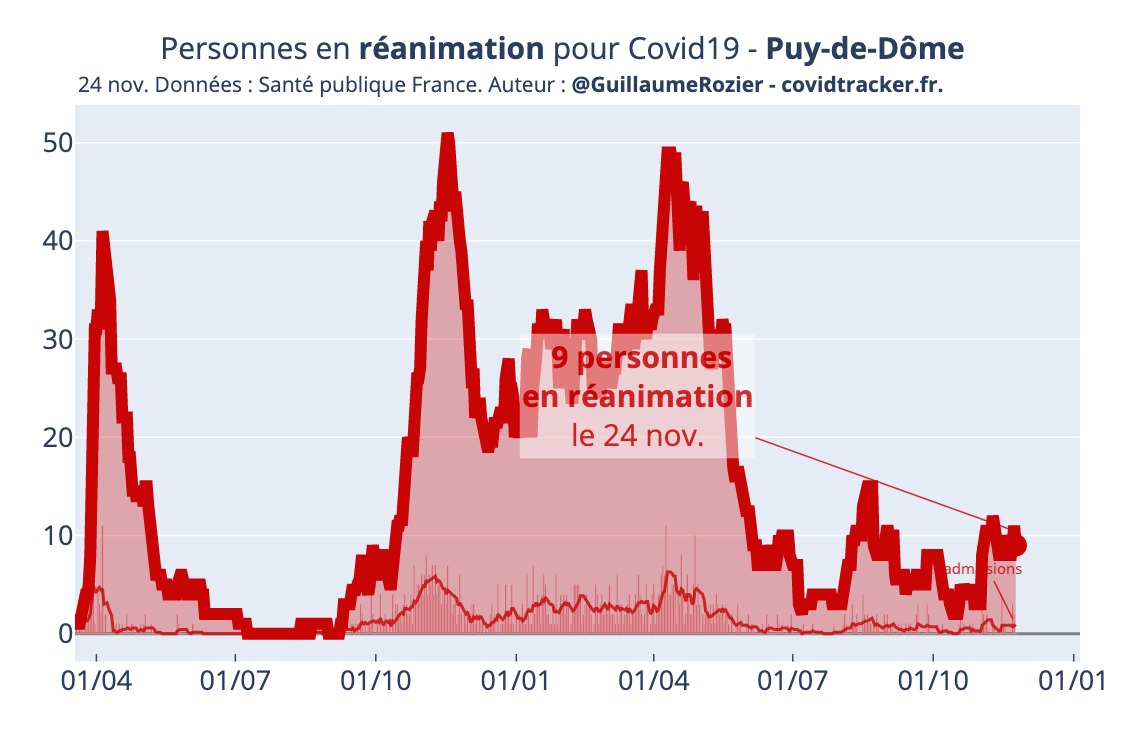 Personnes en réanimation pour Covid19 - Puy-de-Dôme
24 nov. Données : Santé publique France. Auteur : @GuillaumeRozier - covidtracker.fr.
50
40
30
20
10
0
9 personnes
en réanimation
le 24 nov.
admissions
01/04 01/07 01/10 01/01 01/04 01/07 01/10 01/01